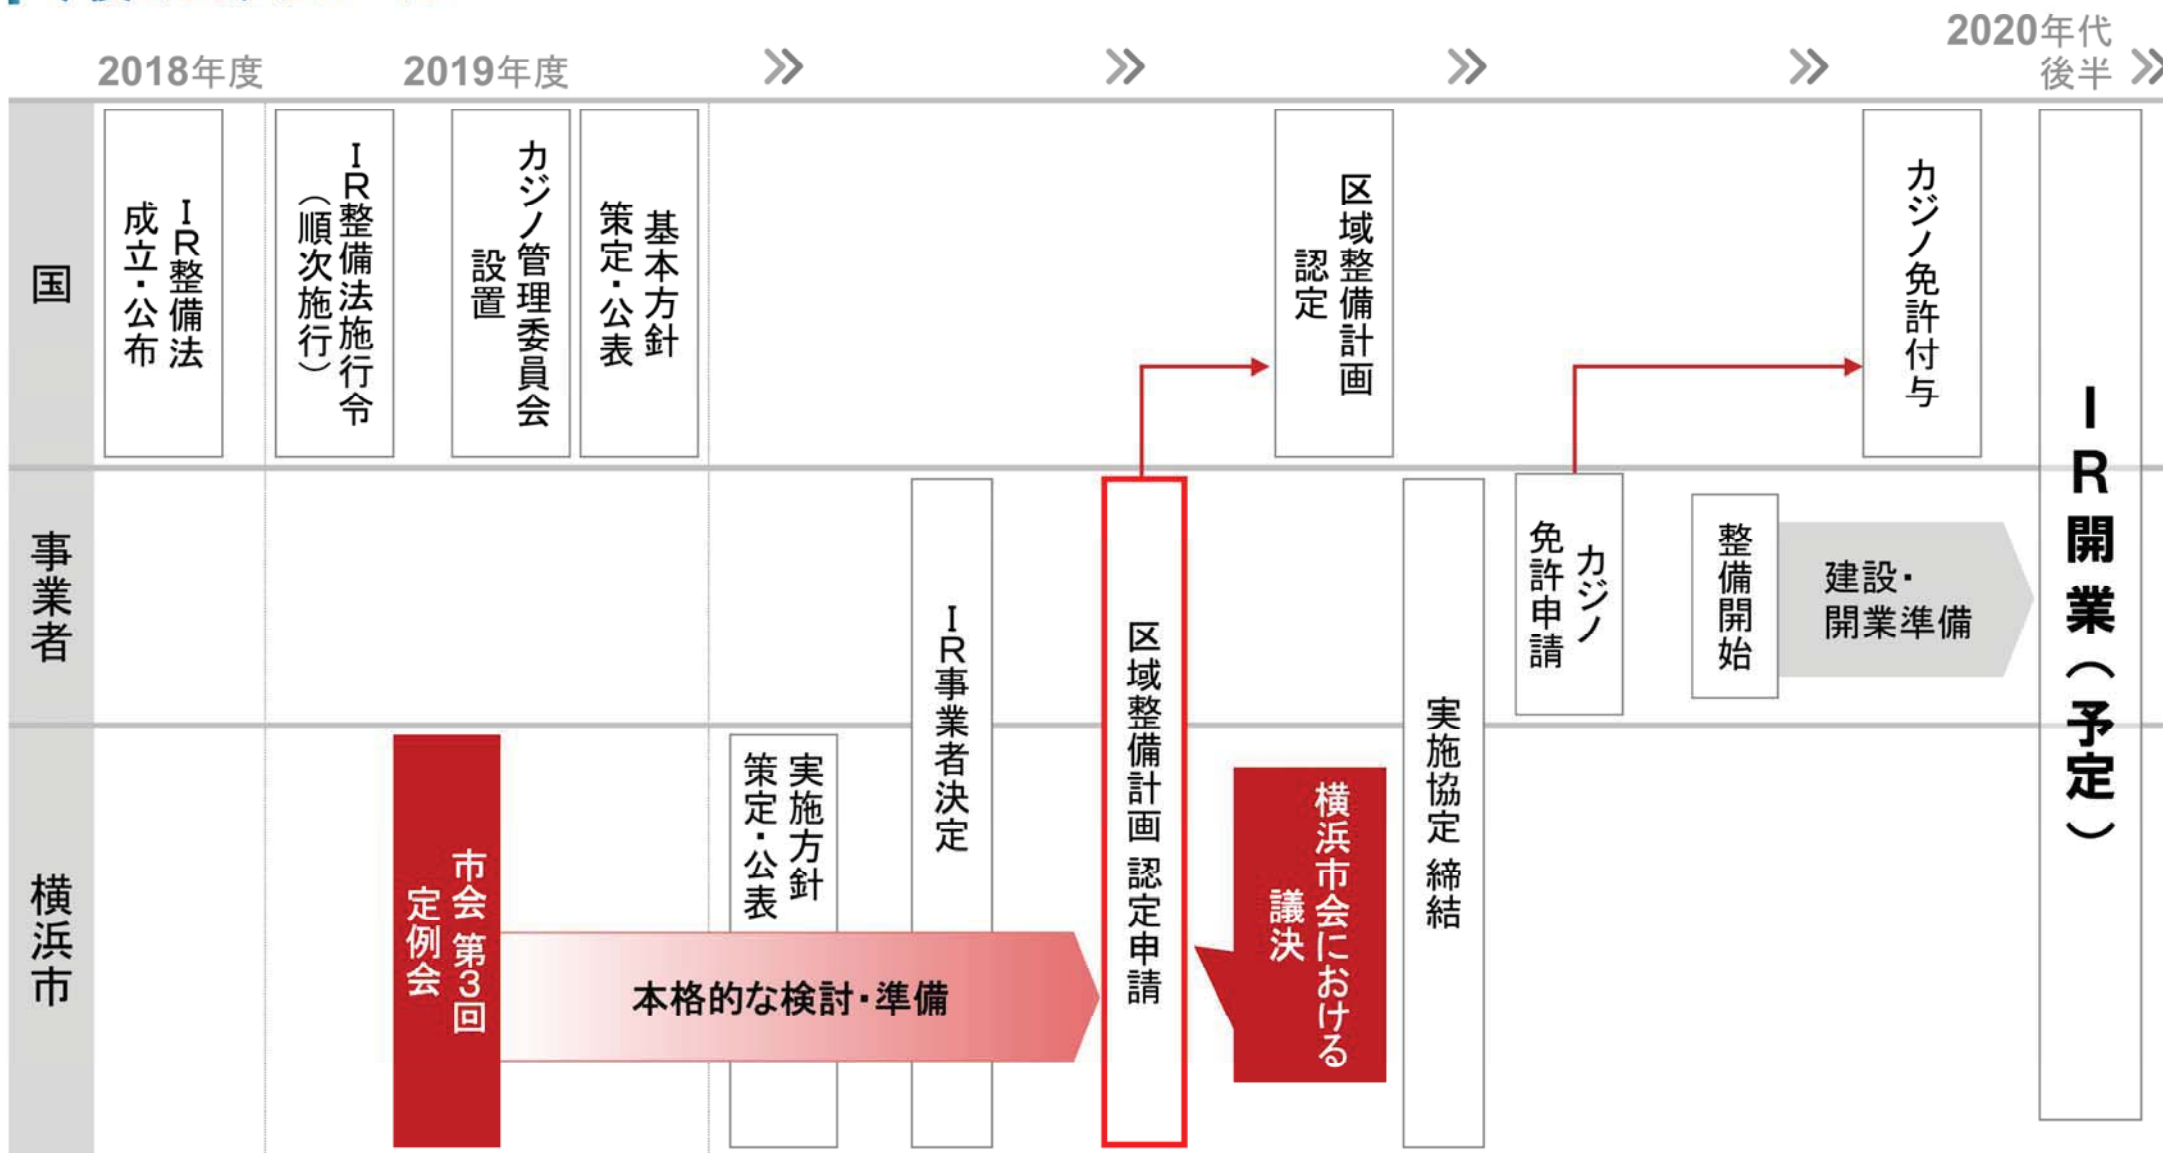 2018年度
2019年度
2020年代
後半
国
IR整備法
成立・公布
IR整備法施行令
（順次施行）
カジノ管理委員会
設置
基本方針
策定・公表
区域整備計画
認定
カジノ免許付与
IR開業（予定）
事業者
IR事業者決定
区域整備計画 認定申請
実施協定 締結
カジノ
免許申請
整備開始
建設・
開業準備
横浜市
市会 第3回
定例会
実施方針
策定・公表
本格的な検討・準備
横浜市会における
議決